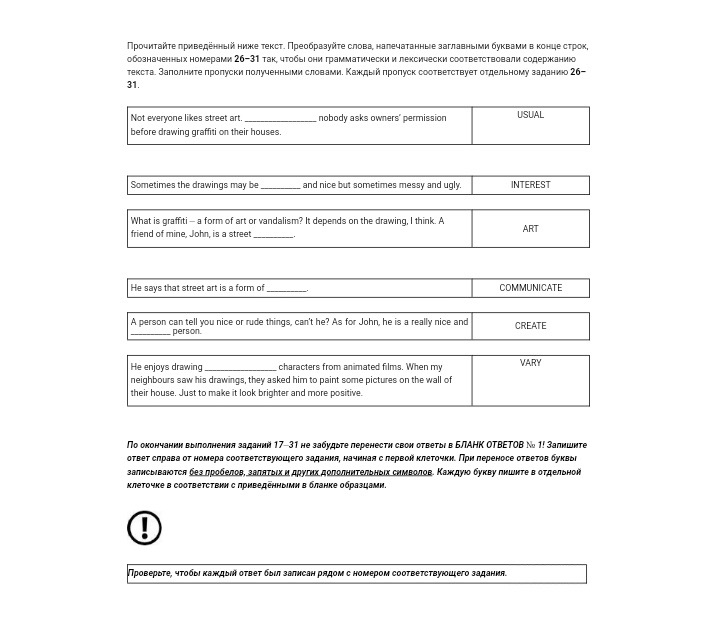 Прочитайте приведённый ниже текст. Преобразуйте слова, напечатанные заглавными буквами в конце строк,
обозначенных номерами 26–31 так, чтобы они грамматически и лексически соответствовали содержанию
текста. Заполните пропуски полученными словами. Каждый пропуск соответствует отдельному заданию 26–
31.
Not everyone likes street art. __________________ nobody asks owners' permission
before drawing graffiti on their houses.
USUAL
Sometimes the drawings may be __________ and nice but sometimes messy and ugly.
INTEREST
What is graffiti – a form of art or vandalism? It depends on the drawing, I think. A
friend of mine, John, is a street __________.
ART
He says that street art is a form of __________.
COMMUNICATE
A person can tell you nice or rude things, can't he? As for John, he is a really nice and
__________ person.
CREATE
He enjoys drawing __________________ characters from animated films. When my
neighbours saw his drawings, they asked him to paint some pictures on the wall of
their house. Just to make it look brighter and more positive.
VARY
По окончании выполнения заданий 17–31 не забудьте перенести свои ответы в БЛАНК ОТВЕТОВ № 1! Запишите
ответ справа от номера соответствующего задания, начиная с первой клеточки. При переносе ответов буквы
записываются без пробелов, запятых и других дополнительных символов. Каждую букву пишите в отдельной
клеточке в соответствии с приведёнными в бланке образцами.
Проверьте, чтобы каждый ответ был записан рядом с номером соответствующего задания.